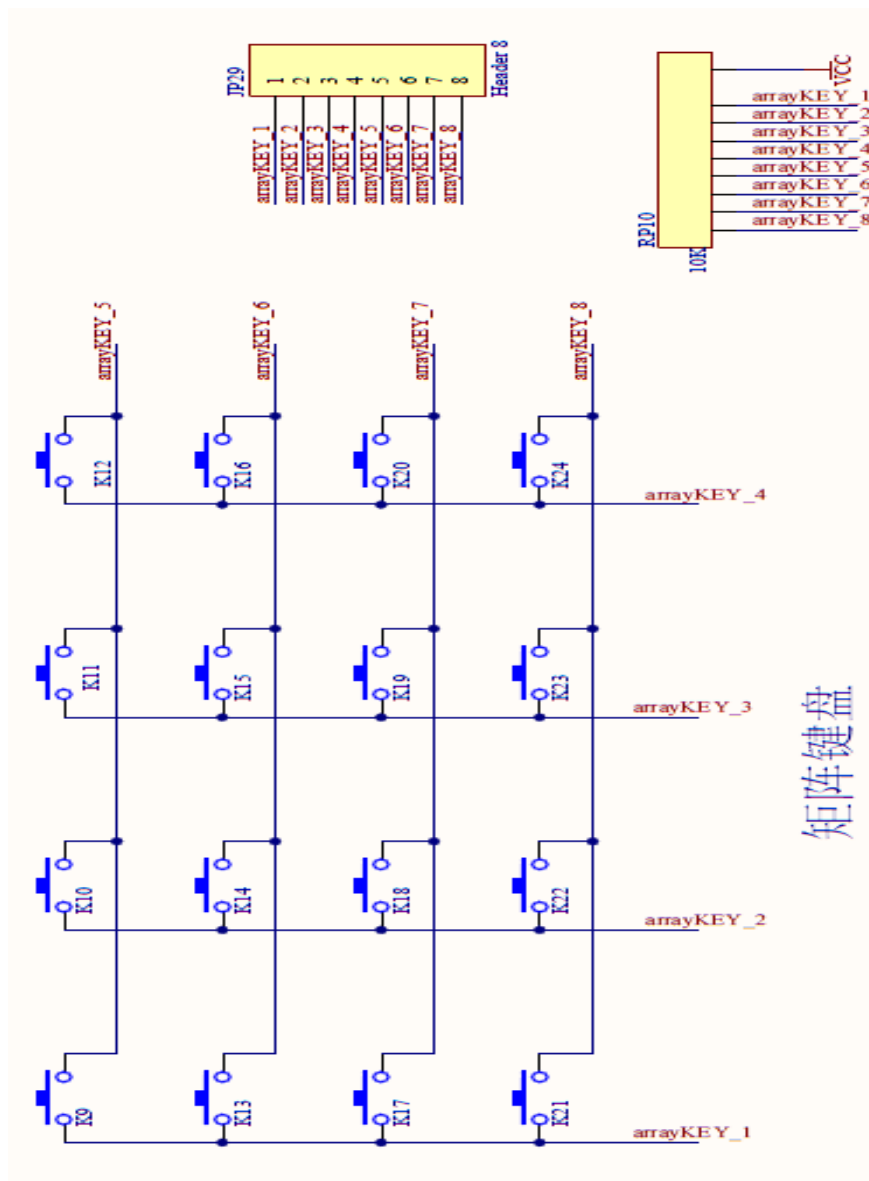 JP29
1
2
3
4
5
6
7
8
Header 8
arrayKEY_1
arrayKEY_2
arrayKEY_3
arrayKEY_4
arrayKEY_5
arrayKEY_6
arrayKEY_7
arrayKEY_8
VCC
arrayKEY_1
arrayKEY_2
arrayKEY_3
arrayKEY_4
arrayKEY_5
arrayKEY_6
arrayKEY_7
arrayKEY_8
RP10
10K
arrayKEY_5
arrayKEY_6
arrayKEY_7
arrayKEY_8
K12
K16
K20
K24
arrayKEY_4
K11
K15
K19
K23
arrayKEY_3
K10
K14
K18
K22
arrayKEY_2
K9
K13
K17
K21
arrayKEY_1
矩阵键盘